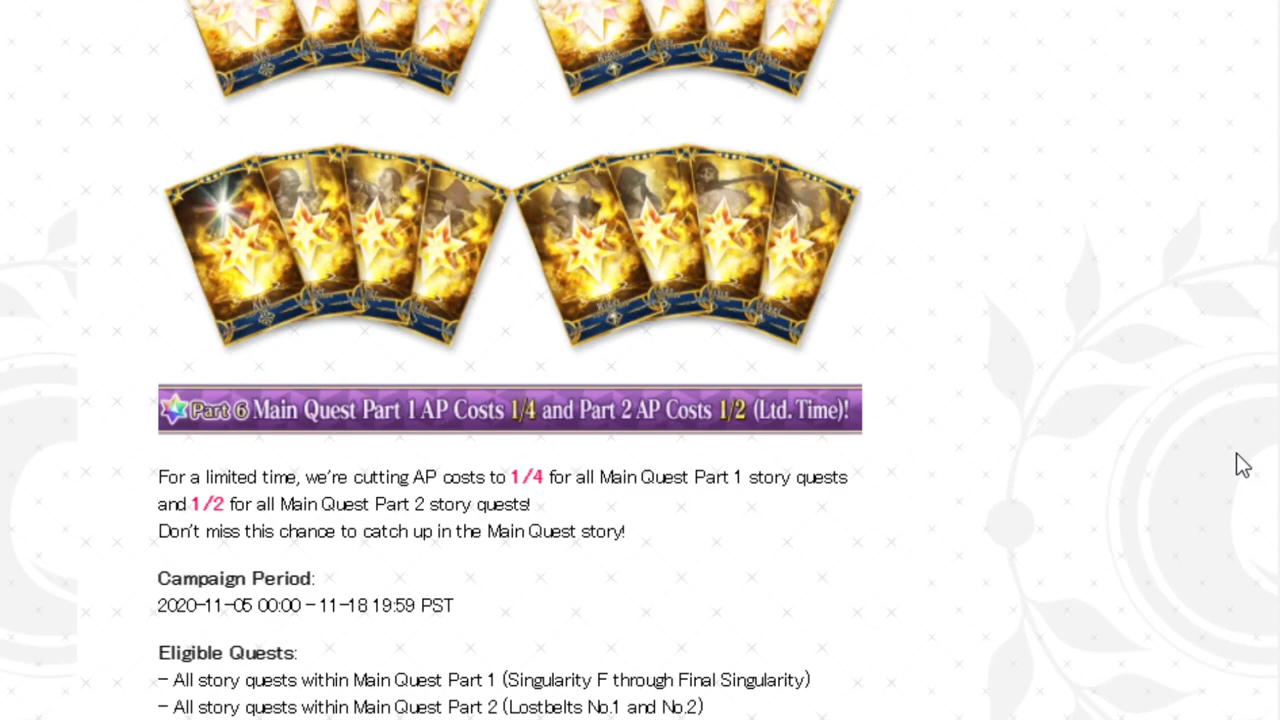 Part 6 Main Quest Part 1 AP Costs 1/4 and Part 2 AP Costs 1/2 (Ltd. Time)!
For a limited time, we're cutting AP costs to 1/4 for all Main Quest Part 1 story quests
and 1/2 for all Main Quest Part 2 story quests!
Don't miss this chance to catch up in the Main Quest story!
Campaign Period:
2020-11-05 00:00 - 11-18 19:59 PST
Eligible Quests:
- All story quests within Main Quest Part 1 (Singularity F through Final Singularity)
- All story quests within Main Quest Part 2 (Lostbelts No.1 and No.2)